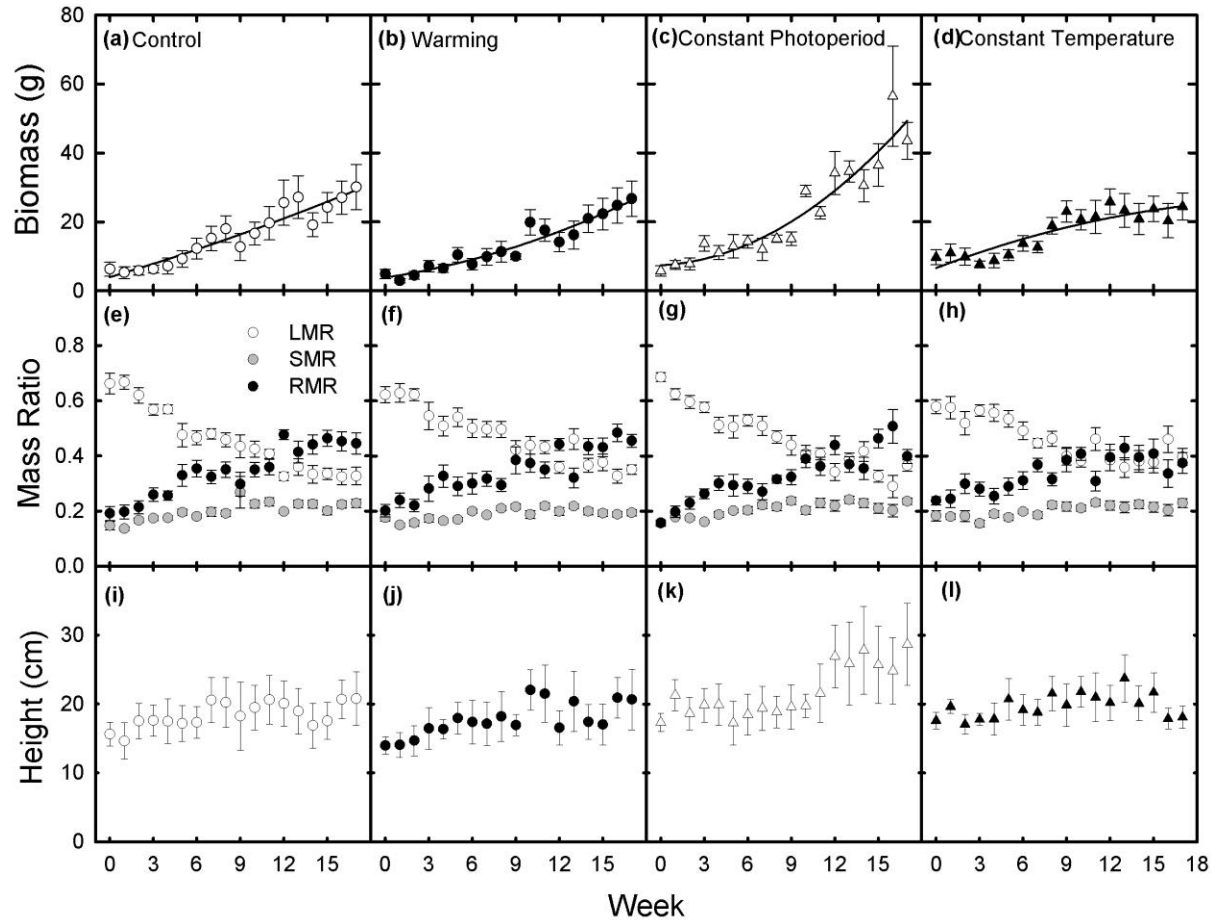 80
(a) Control
(b) Warming
(c) Constant Photoperiod
(d) Constant Temperature
60
40
20
0
Biomass (g)
(e)
LMR
SMR
RMR
(f)
(g)
(h)
0.8
0.6
0.4
0.2
0.0
Mass Ratio
(i)
(j)
(k)
(l)
30
20
10
0
Height (cm)
0 3 6 9 12 15 0 3 6 9 12 15 0 3 6 9 12 15 0 3 6 9 12 15 18
Week